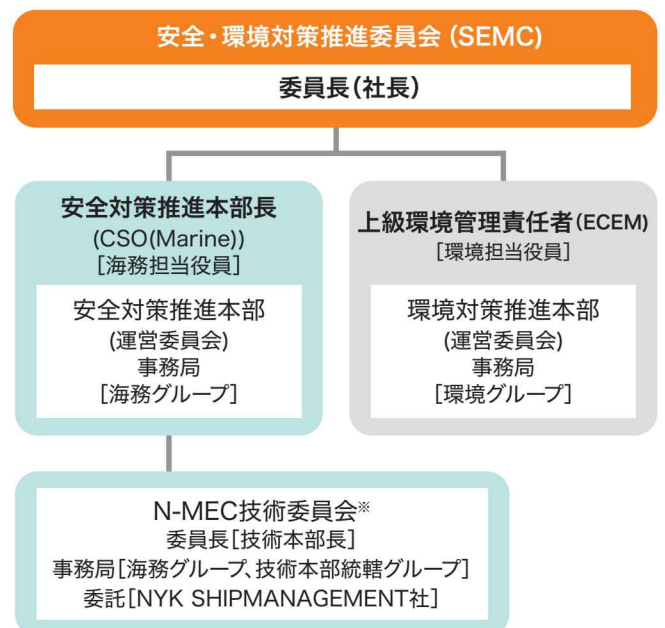 安全・環境対策推進委員会 (SEMC)
委員長(社長)
安全対策推進本部長
(CSO(Marine))
[海務担当役員]
安全対策推進本部
(運営委員会)
事務局
[海務グループ]
上級環境管理責任者(ECEM)
[環境担当役員]
環境対策推進本部
(運営委員会)
事務局
[環境グループ]
N-MEC技術委員会※
委員長[技術本部長]
事務局[海務グループ、技術本部統轄グループ]
委託[NYK SHIPMANAGEMENT社]